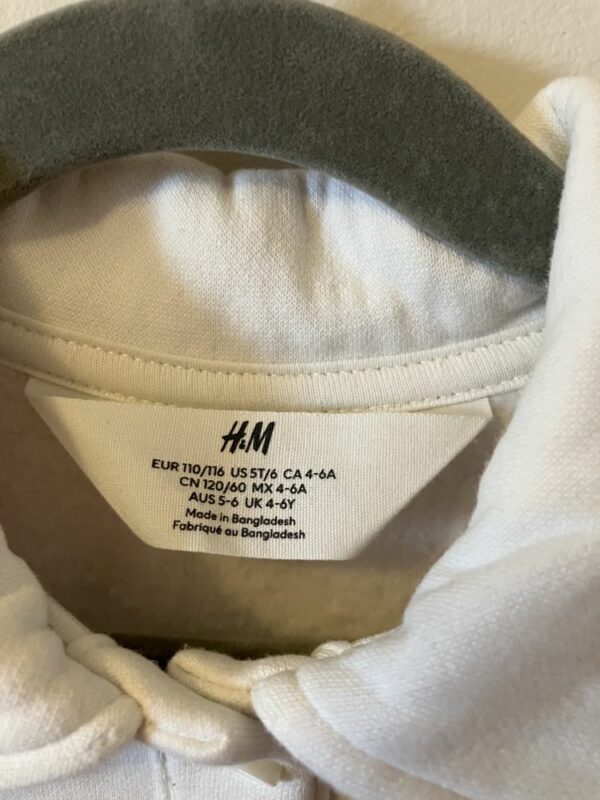 H&M
EUR 110/116 US 5T/6 CA 4-6A
CN 120/60 MX 4-6A
AUS 5-6 UK 4-6Y
Made in Bangladesh
Fabriqué au Bangladesh